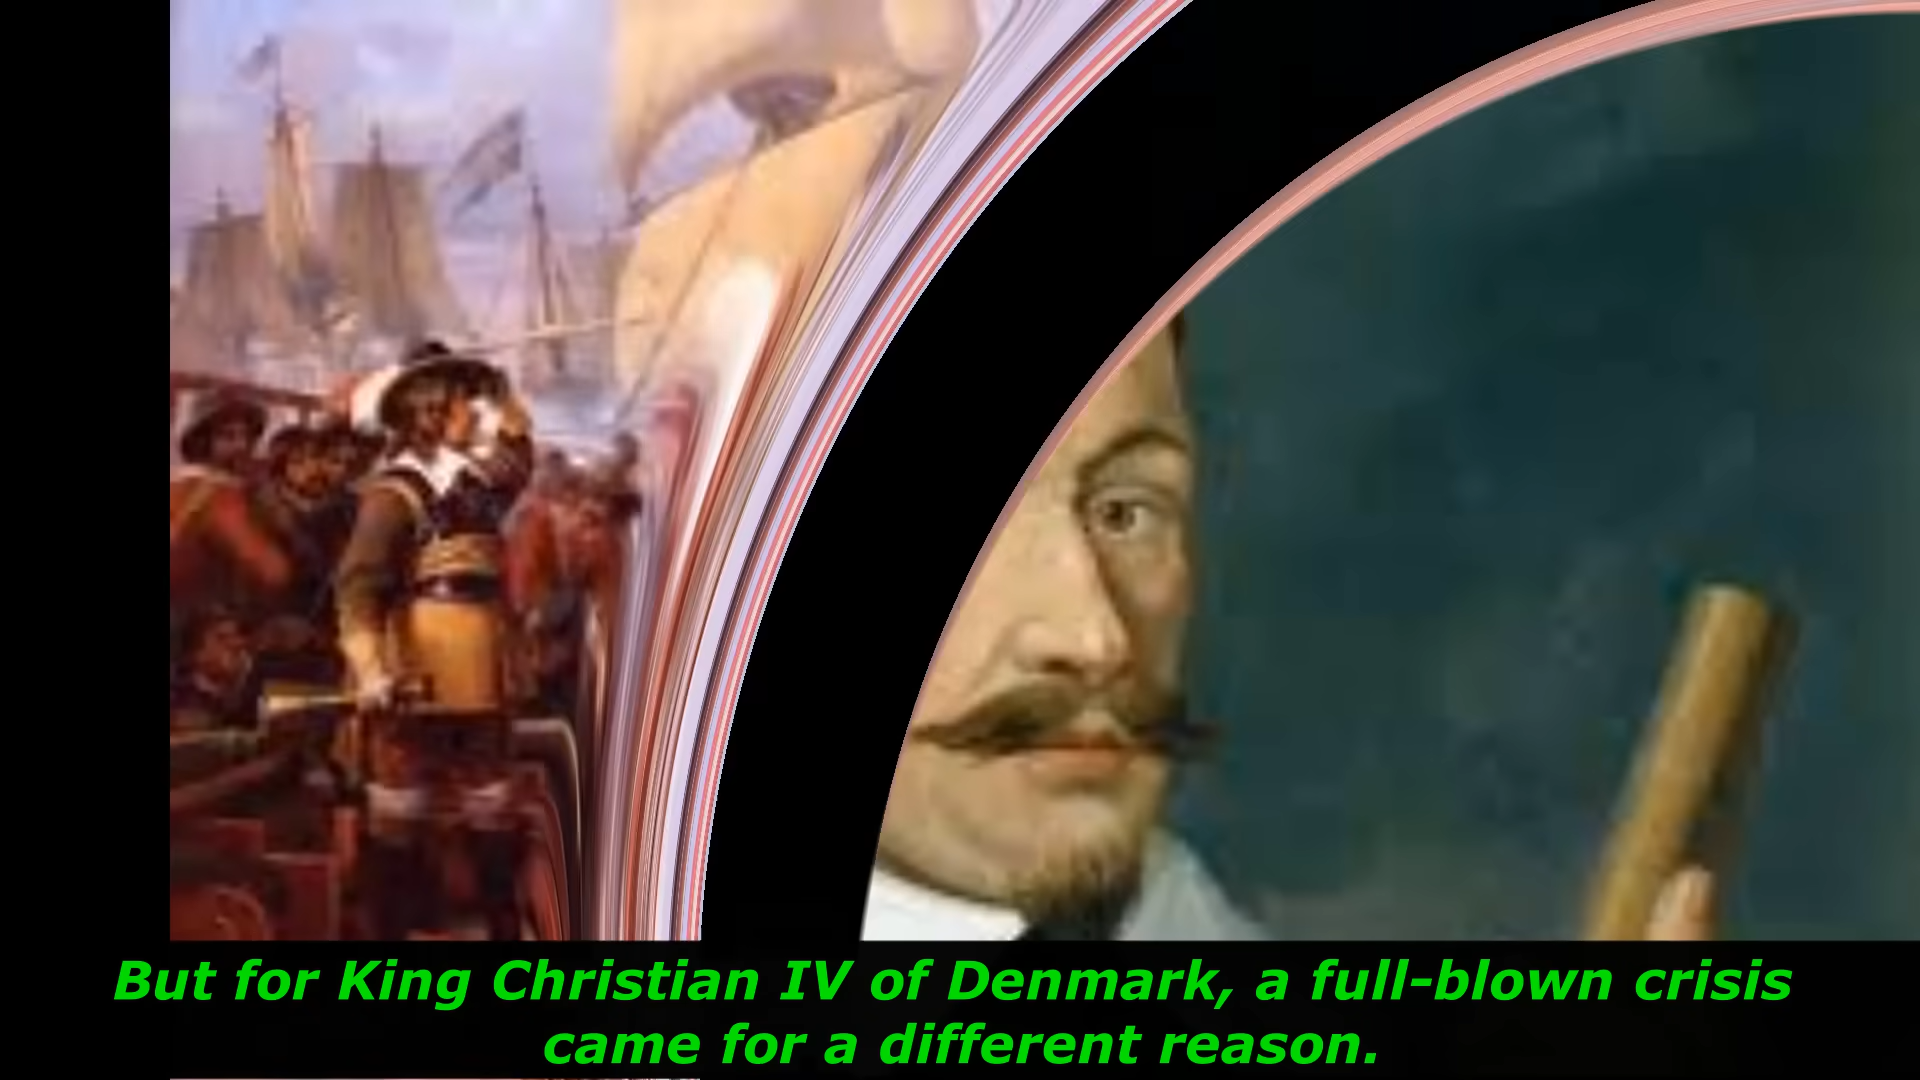 But for King Christian IV of Denmark, a full-blown crisis
came for a different reason.